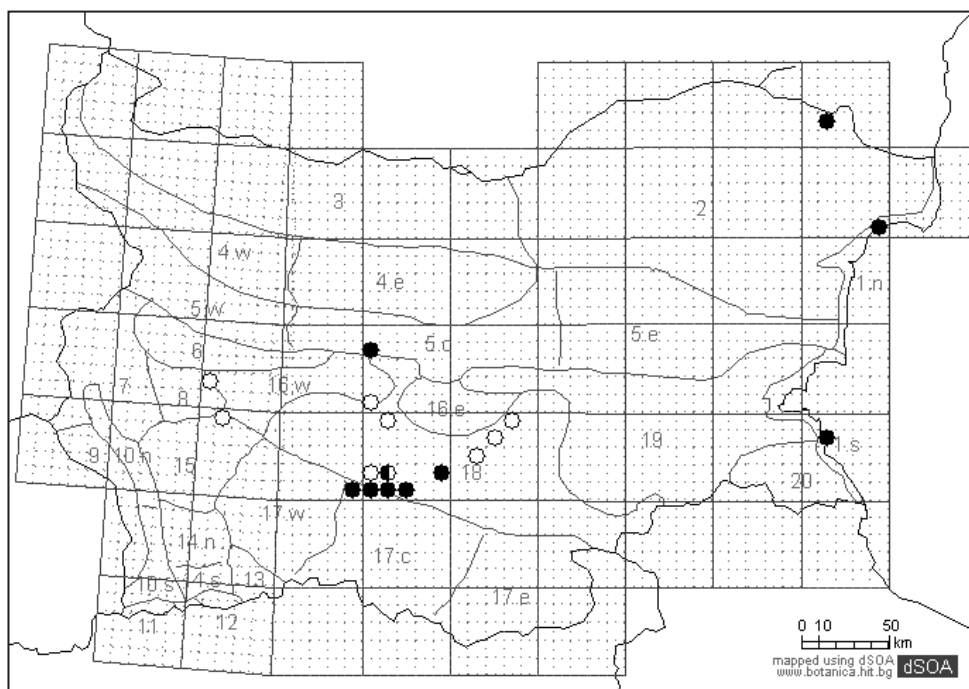 3
2
4.w
4.e
1.n
5.w
5.c
5.e
6
16.w
7
8
16.e
19
1.s
9
10.n
15
18
20
17.w
14.n
17.c
10.s
4.s
13
17.e
11
12
0 10 50
km
mapped using dSOA
www.botanica.hit.bg
dSOA